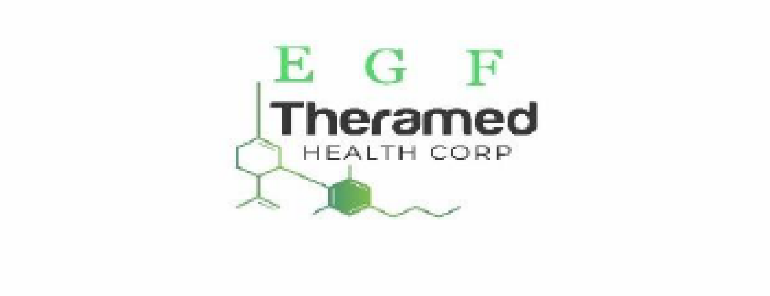 E G F
Theramed
HEALTH CORP